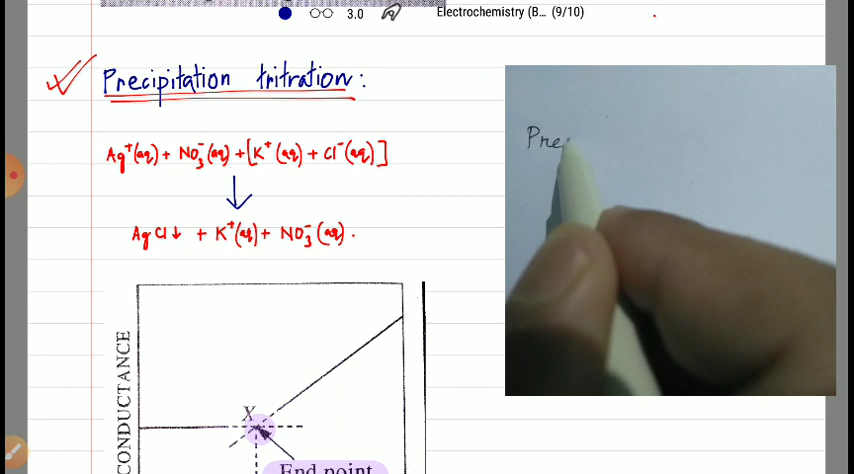 3.0 Electrochemistry (B... (9/10)
Precipitation tritration:
Ag⁺(aq) + NO₃⁻(aq) + [K⁺(aq) + Cl⁻(aq)]
AgCl↓ + K⁺(aq) + NO₃⁻(aq).
CONDUCTANCE
X
End point
Pre